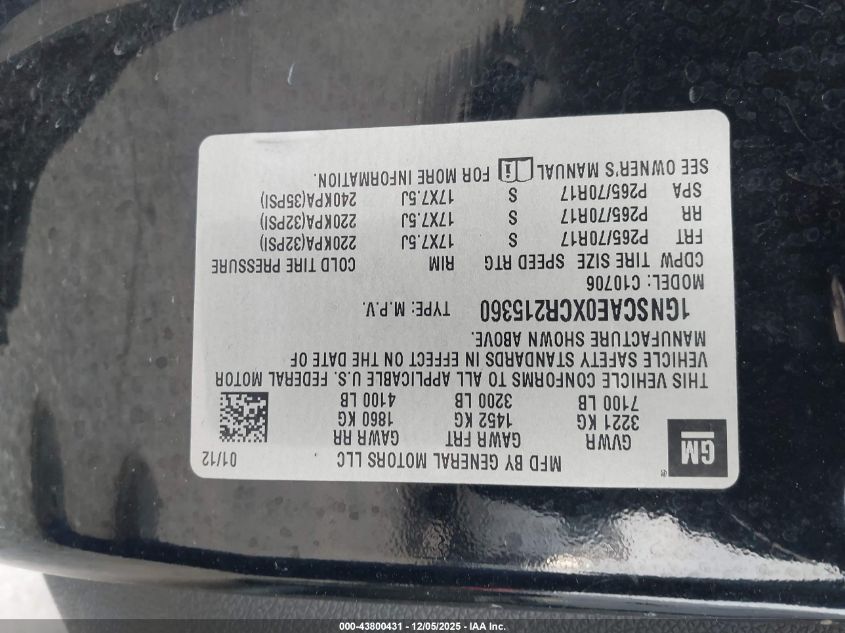 MFD BY GENERAL MOTORS LLC 01/12
GM ®
GVWR GAWR FRT GAWR RR
3221 KG 1452 KG 1860 KG
7100 LB 3200 LB 4100 LB
THIS VEHICLE CONFORMS TO ALL APPLICABLE U.S. FEDERAL MOTOR
VEHICLE SAFETY STANDARDS IN EFFECT ON THE DATE OF
MANUFACTURE SHOWN ABOVE.
1GNSCAE0XCR215360 TYPE: M.P.V.
MODEL: C10706
CDPW TIRE SIZE SPEED RTG RIM COLD TIRE PRESSURE
FRT P265/70R17 S 17X7.5J 220KPA(32PSI)
RR P265/70R17 S 17X7.5J 220KPA(32PSI)
SPA P265/70R17 S 17X7.5J 240KPA(35PSI)
SEE OWNER'S MANUAL i FOR MORE INFORMATION.
000-43800431 - 12/05/2025 - IAA Inc.